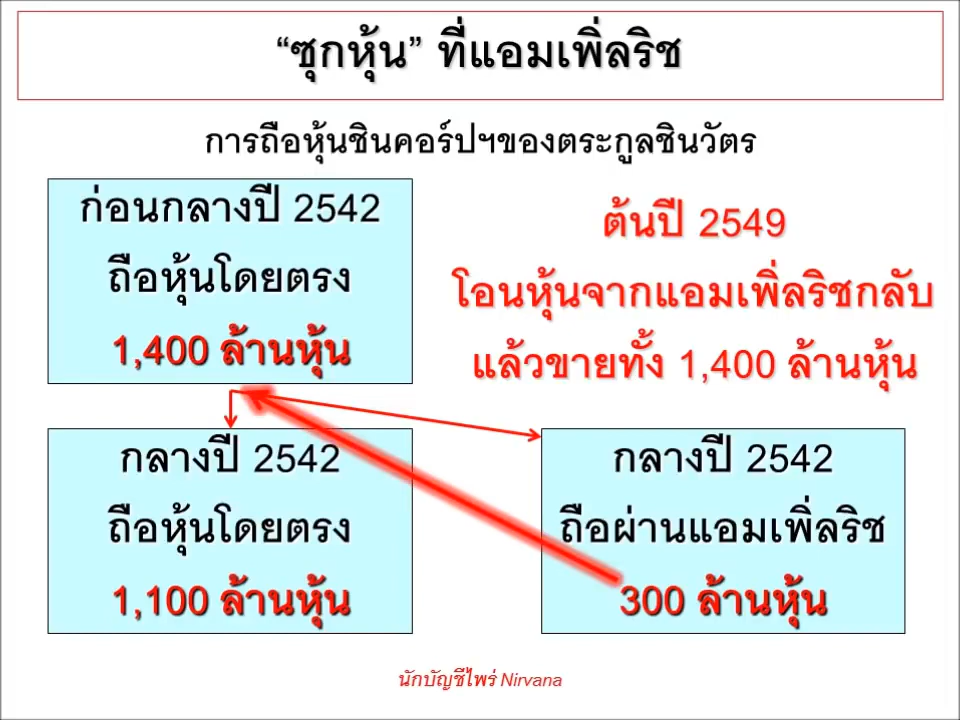 “ซุกหุ้น” ที่แอมเพิ่ลริช
การถือหุ้นชินคอร์ปฯของตระกูลชินวัตร
ก่อนกลางปี 2542
ถือหุ้นโดยตรง
1,400 ล้านหุ้น
ต้นปี 2549
โอนหุ้นจากแอมเพิ่ลริชกลับ
แล้วขายทั้ง 1,400 ล้านหุ้น
กลางปี 2542
ถือหุ้นโดยตรง
1,100 ล้านหุ้น
กลางปี 2542
ถือผ่านแอมเพิ่ลริช
300 ล้านหุ้น
นักบัญชีไพร่ Nirvana